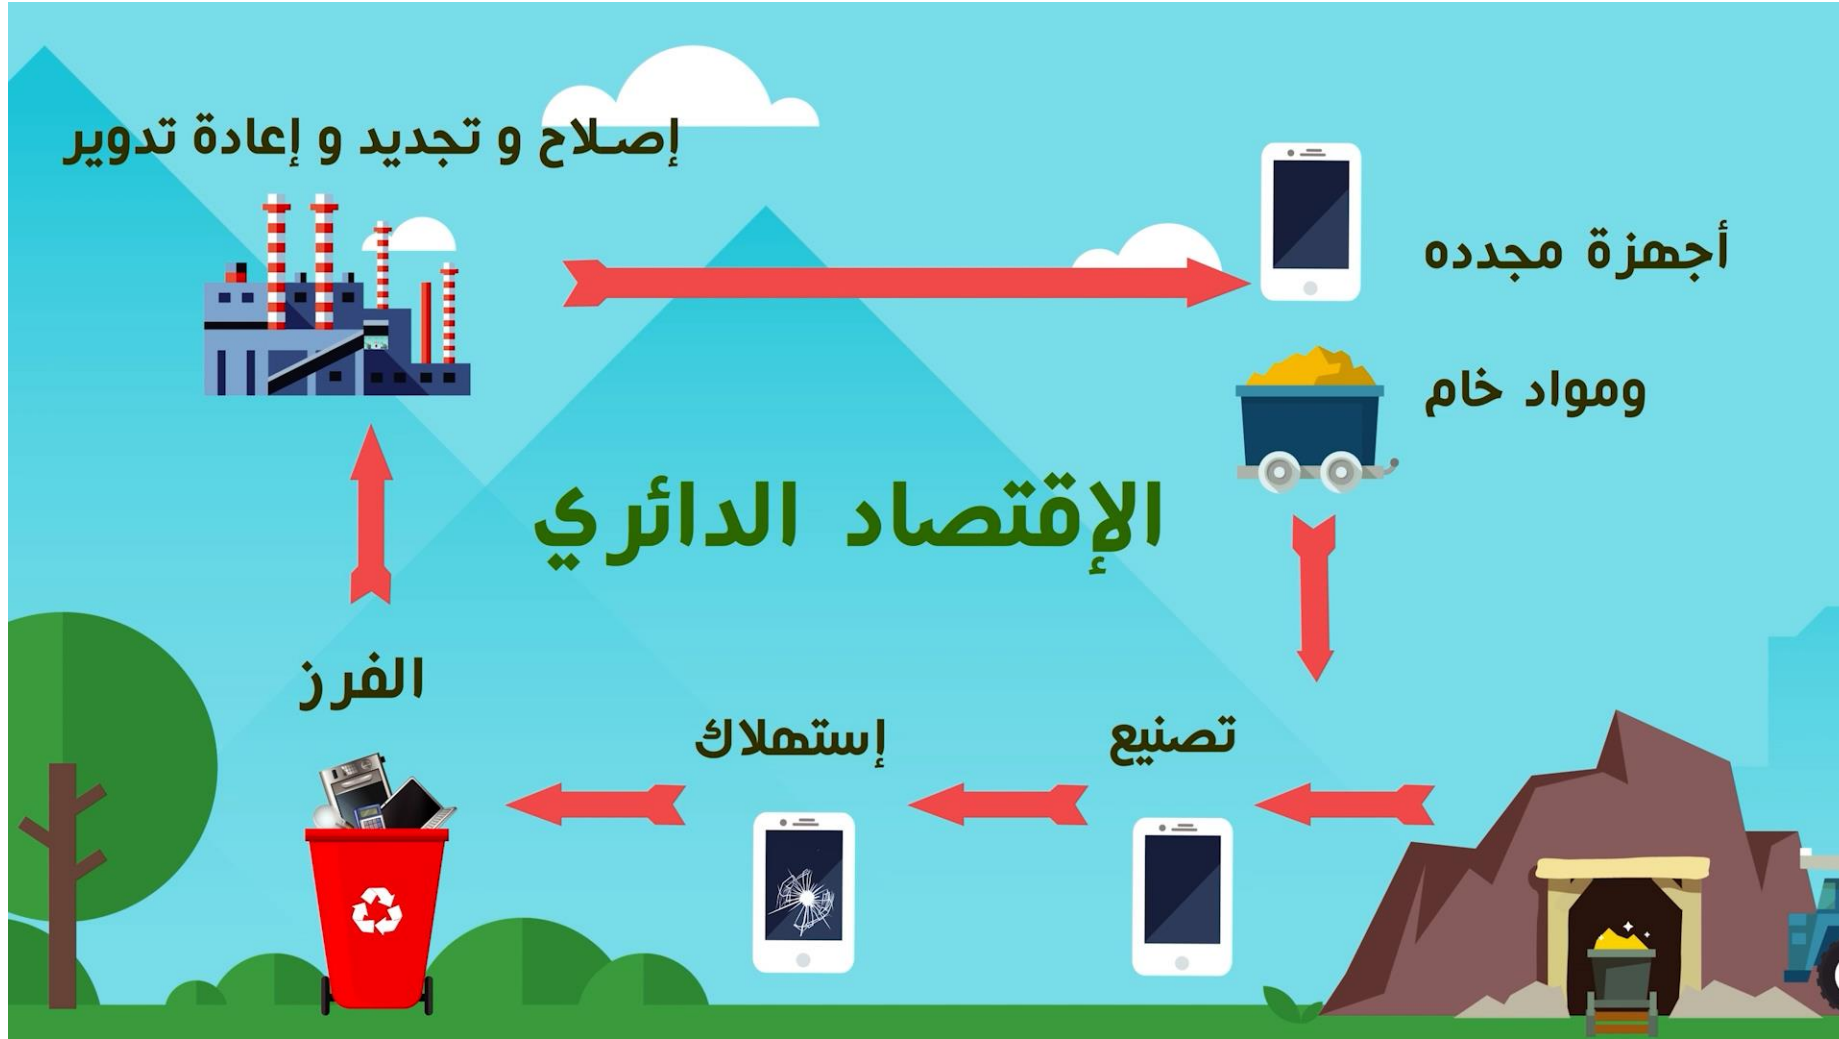 إصلاح و تجديد و إعادة تدوير
أجهزة مجدده
ومواد خام
الإقتصاد الدائري
الفرز
إستهلاك
تصنيع